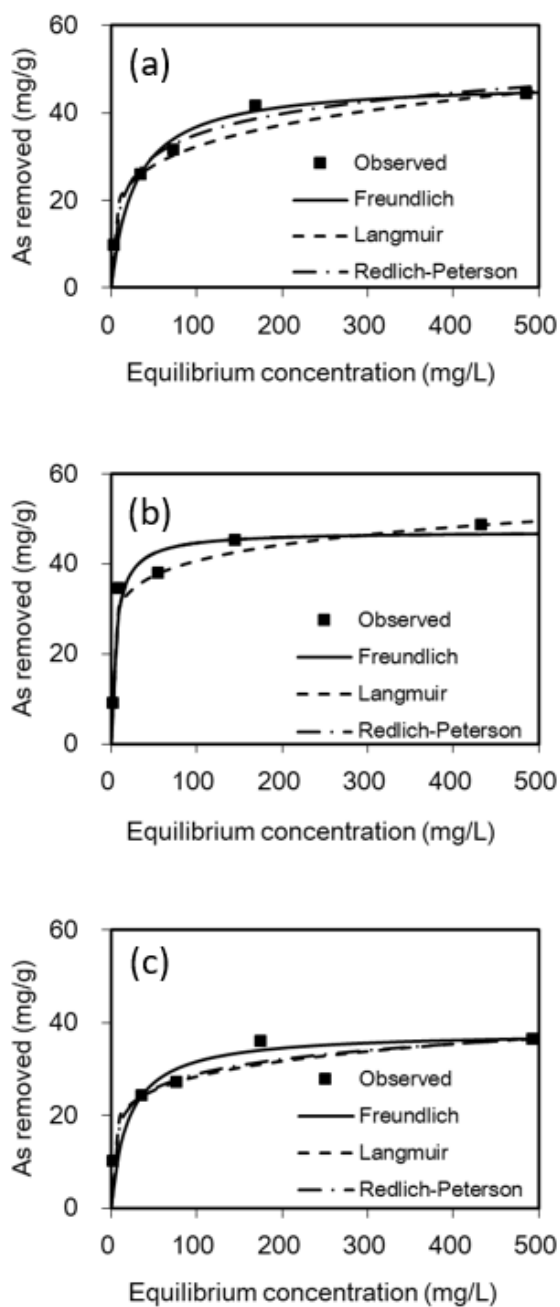 60
(a)
40
As removed (mg/g)
Observed
20
Freundlich
Langmuir
Redlich-Peterson
0
0 100 200 300 400 500
Equilibrium concentration (mg/L)
60
(b)
40
As removed (mg/g)
Observed
20
Freundlich
Langmuir
Redlich-Peterson
0
0 100 200 300 400 500
Equilibrium concentration (mg/L)
60
(c)
40
As removed (mg/g)
Observed
20
Freundlich
Langmuir
Redlich-Peterson
0
0 100 200 300 400 500
Equilibrium concentration (mg/L)